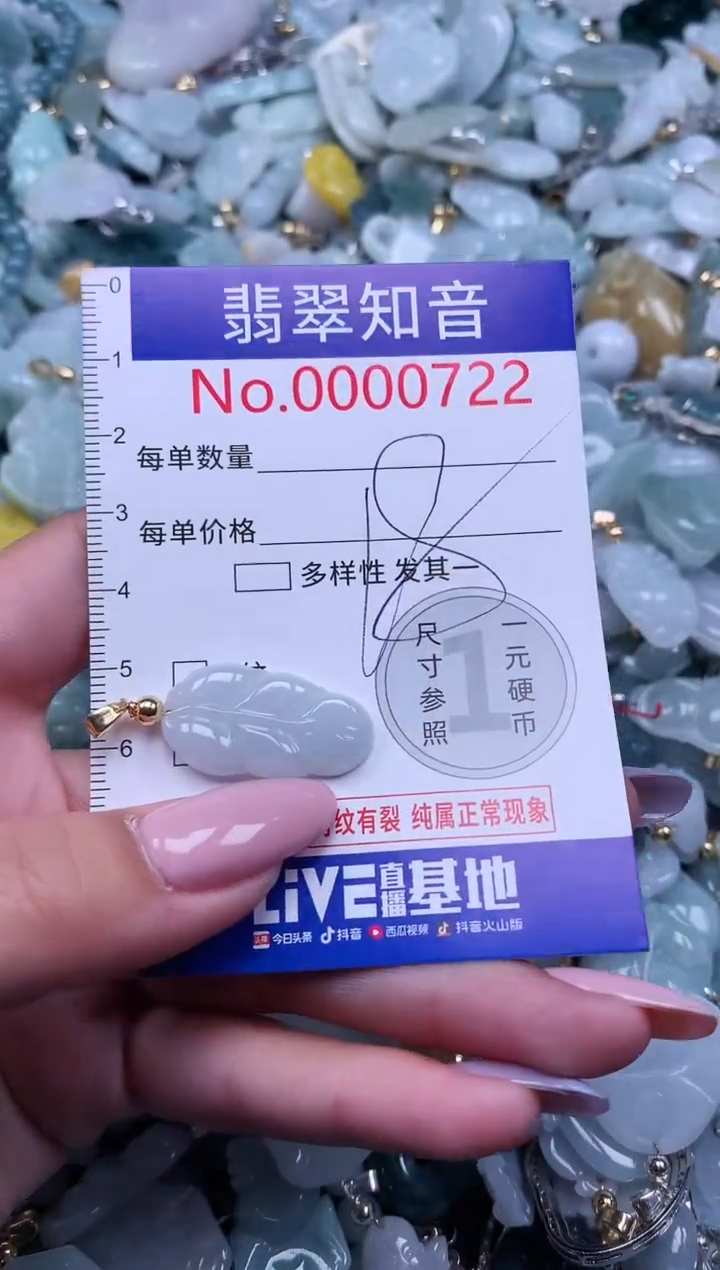 翡翠知音
No.0000722
每单数量
每单价格
18
多样性 发其一
尺寸参照
1
一元硬币
纹有裂 纯属正常现象
LIVE直播基地
头条 今日头条 抖音 西瓜视频 抖音火山版
0
1
2
3
4
5
6